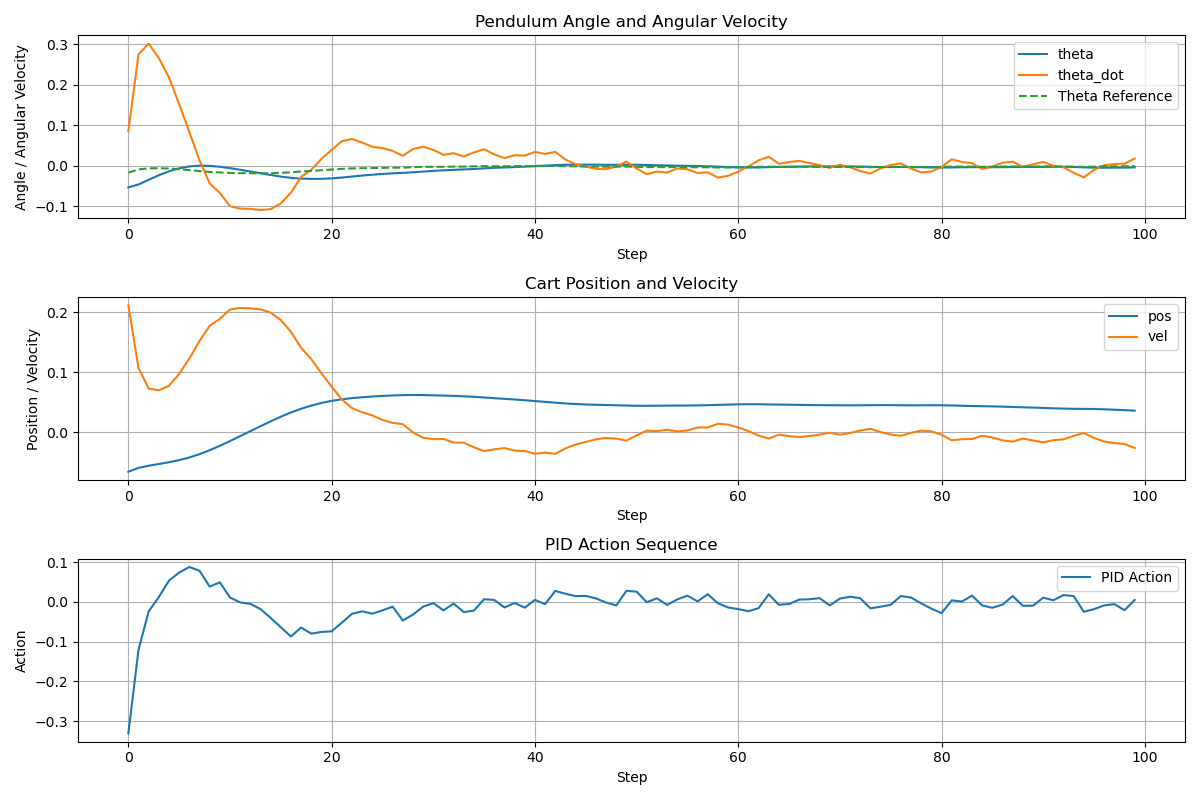 Pendulum Angle and Angular Velocity
Angle / Angular Velocity
0.3
0.2
0.1
0.0
−0.1
theta
theta_dot
Theta Reference
0 20 40 60 80 100
Step
Cart Position and Velocity
Position / Velocity
0.2
0.1
0.0
pos
vel
0 20 40 60 80 100
Step
PID Action Sequence
Action
0.1
0.0
−0.1
−0.2
−0.3
PID Action
0 20 40 60 80 100
Step